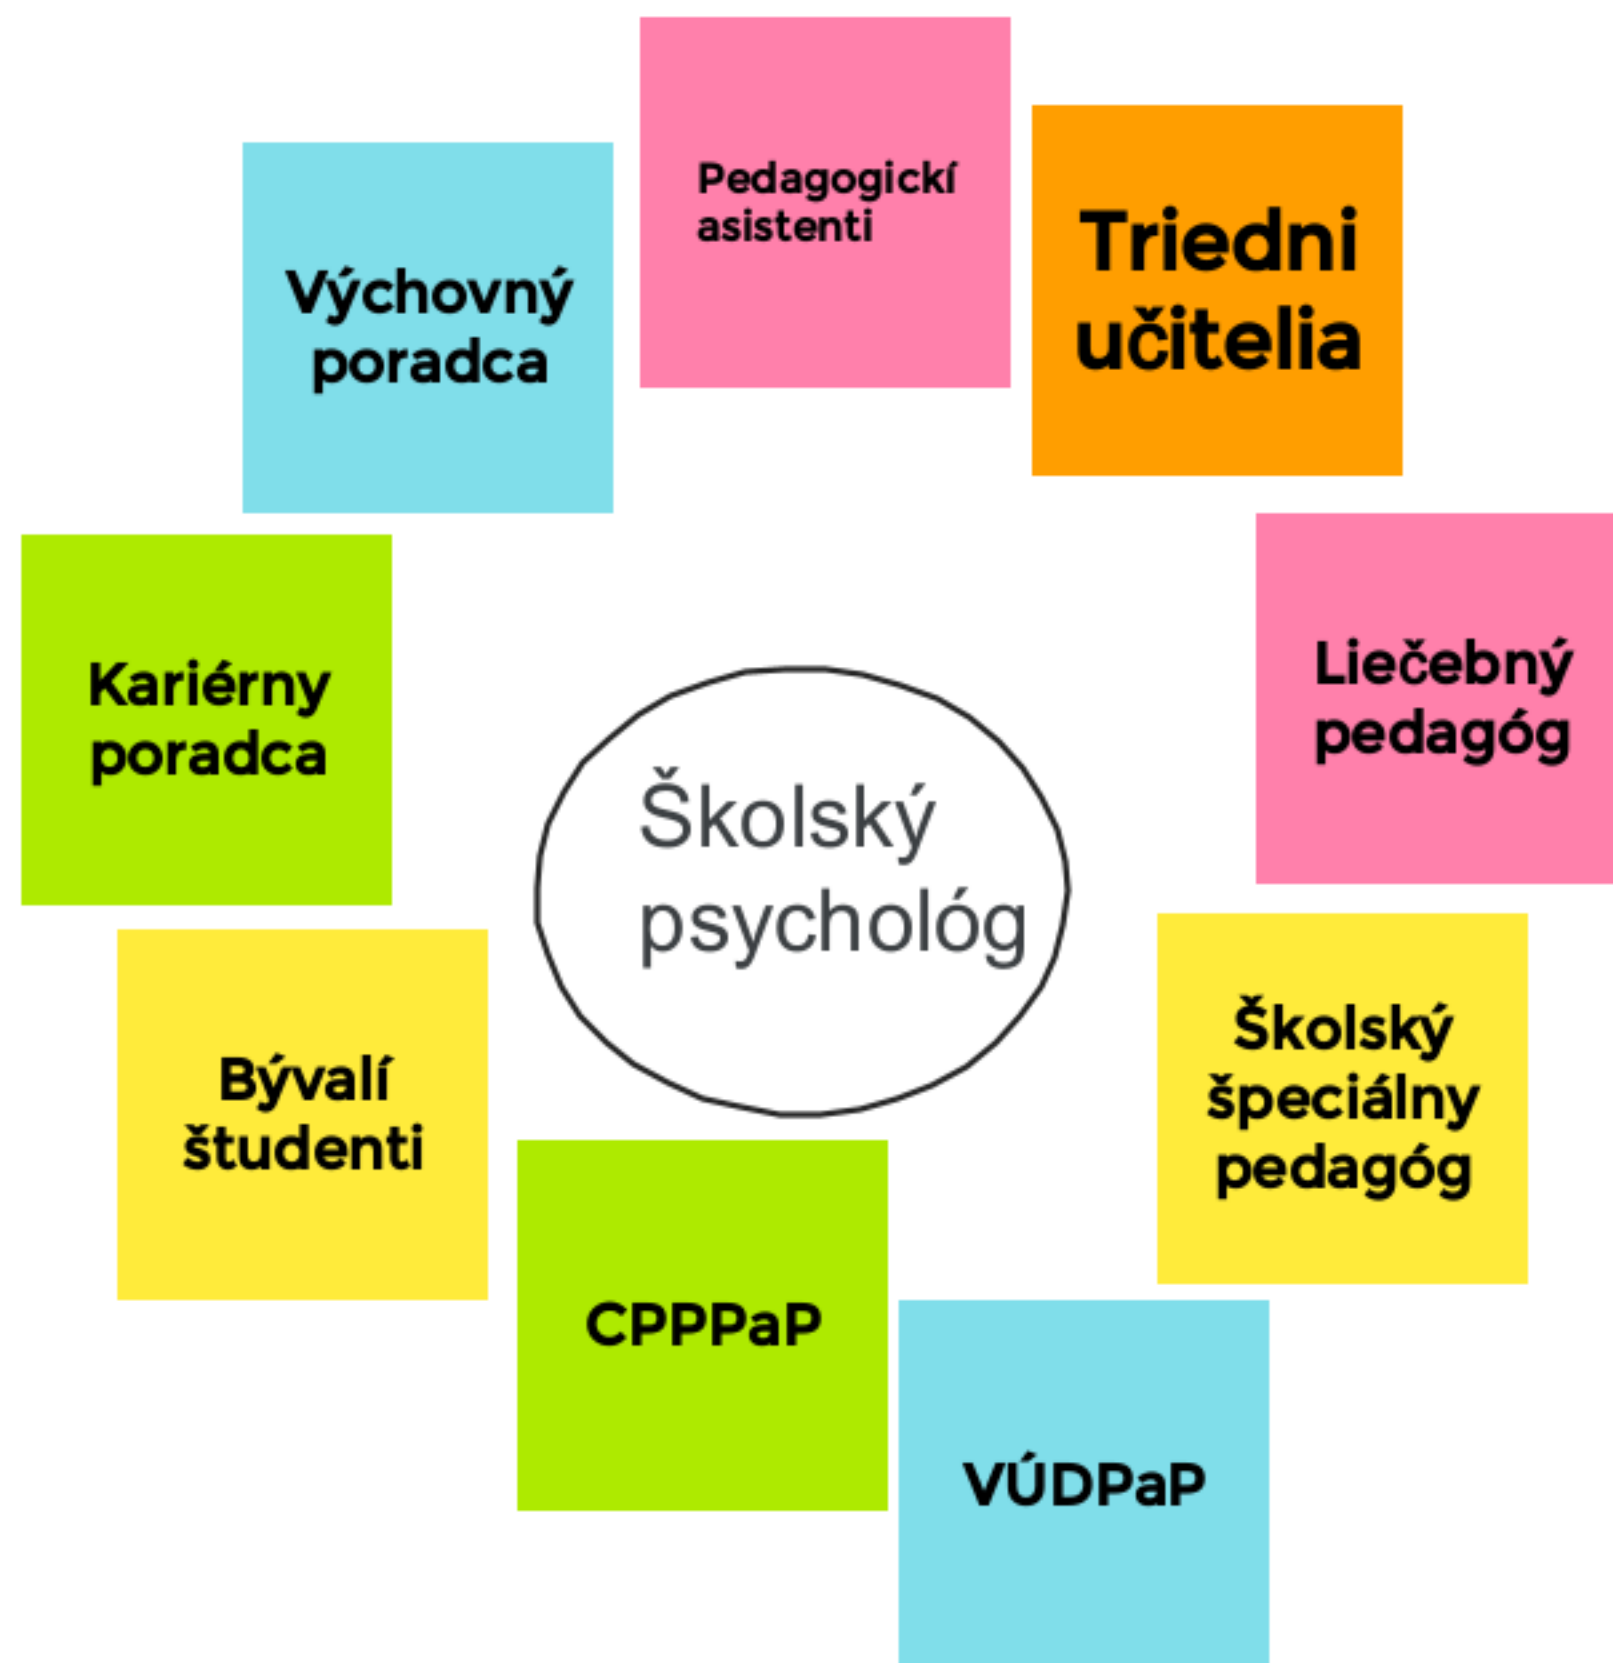 Pedagogickí
asistenti
Triedni
učitelia
Výchovný
poradca
Liečebný
pedagóg
Kariérny
poradca
Školský
psychológ
Školský
špeciálny
pedagóg
Bývalí
študenti
CPPPaP
VÚDPaP